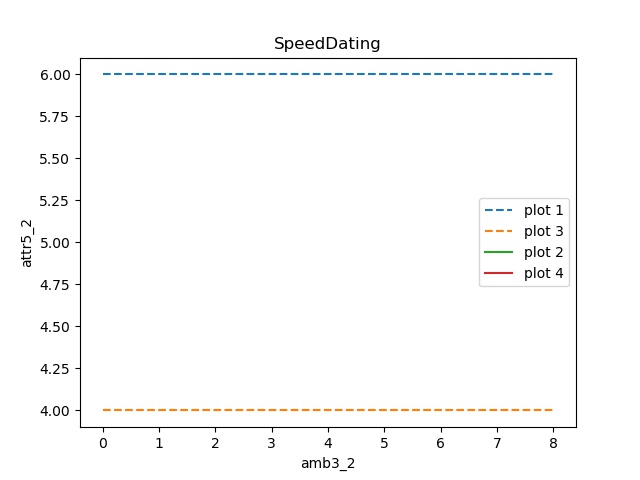 SpeedDating
6.00
5.75
5.50
5.25
5.00
4.75
4.50
4.25
4.00
attr5_2
plot 1
plot 3
plot 2
plot 4
0 1 2 3 4 5 6 7 8
amb3_2